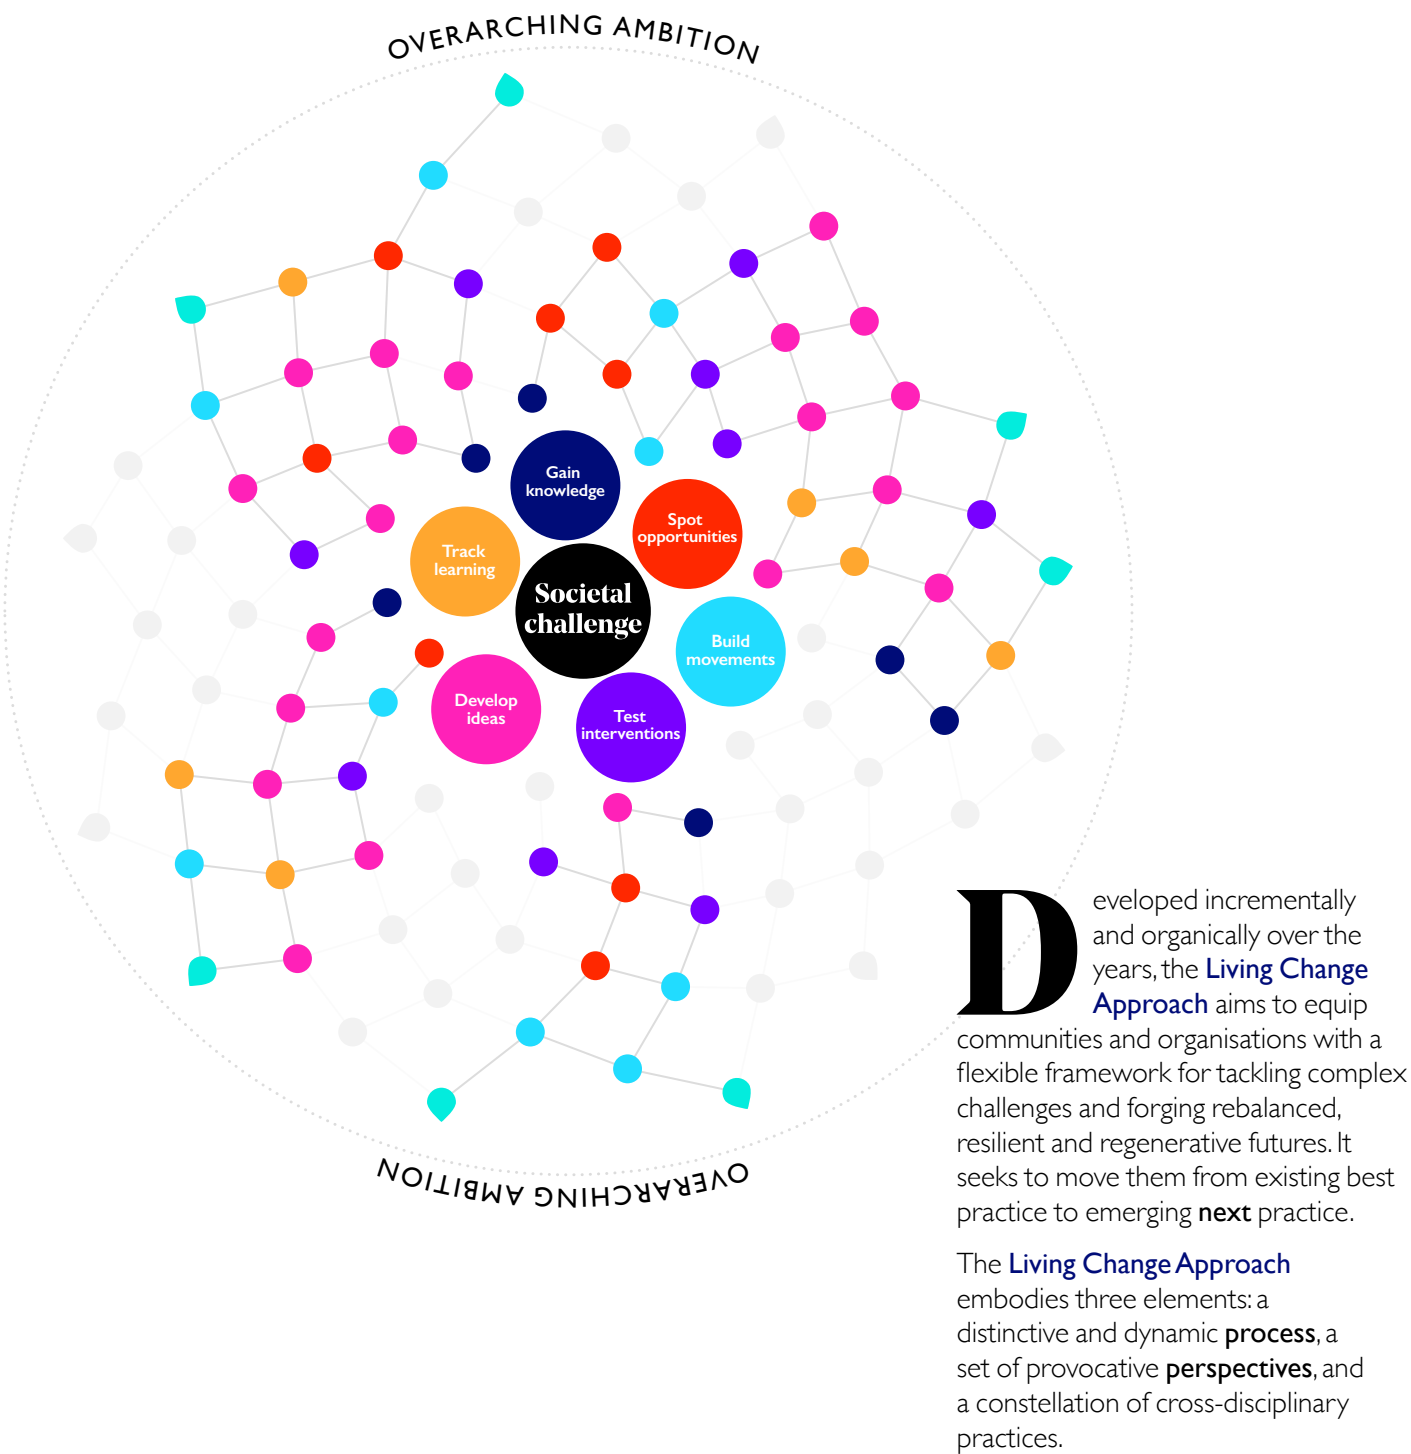 OVERARCHING AMBITION
Gain
knowledge
Spot
opportunities
Track
learning
Societal
challenge
Build
movements
Develop
ideas
Test
interventions
OVERARCHING AMBITION
Developed incrementally
and organically over the
years, the Living Change
Approach aims to equip
communities and organisations with a
flexible framework for tackling complex
challenges and forging rebalanced,
resilient and regenerative futures. It
seeks to move them from existing best
practice to emerging next practice.
The Living Change Approach
embodies three elements: a
distinctive and dynamic process, a
set of provocative perspectives, and
a constellation of cross-disciplinary
practices.